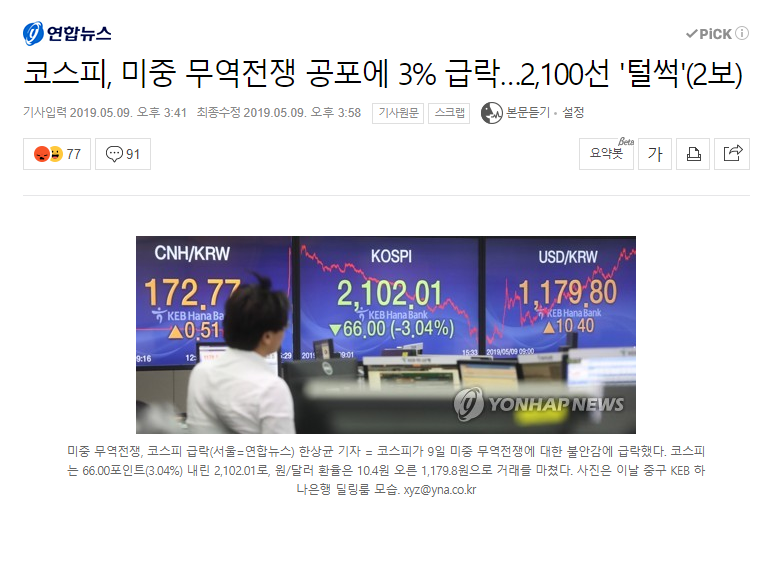 연합뉴스
✓PiCK ⓘ
코스피, 미중 무역전쟁 공포에 3% 급락...2,100선 '털썩'(2보)
기사입력 2019.05.09. 오후 3:41 최종수정 2019.05.09. 오후 3:58 기사원문 스크랩 본문듣기 · 설정
77 91 요약봇 Beta 가
CNH/KRW
172.77
KEB Hana Bank
▲0.51
9:16
KOSPI
2,102.01
KEB Hana Bank
▼66.00 (-3.04%)
09:01
USD/KRW
1,179.80
KEB Hana Bank
▲10.40
2019/05/09 09:00
YONHAPNEWS
미중 무역전쟁, 코스피 급락(서울=연합뉴스) 한상균 기자 = 코스피가 9일 미중 무역전쟁에 대한 불안감에 급락했다. 코스피
는 66.00포인트(3.04%) 내린 2,102.01로, 원/달러 환율은 10.4원 오른 1,179.8원으로 거래를 마쳤다. 사진은 이날 중구 KEB 하
나은행 딜링룸 모습. xyz@yna.co.kr